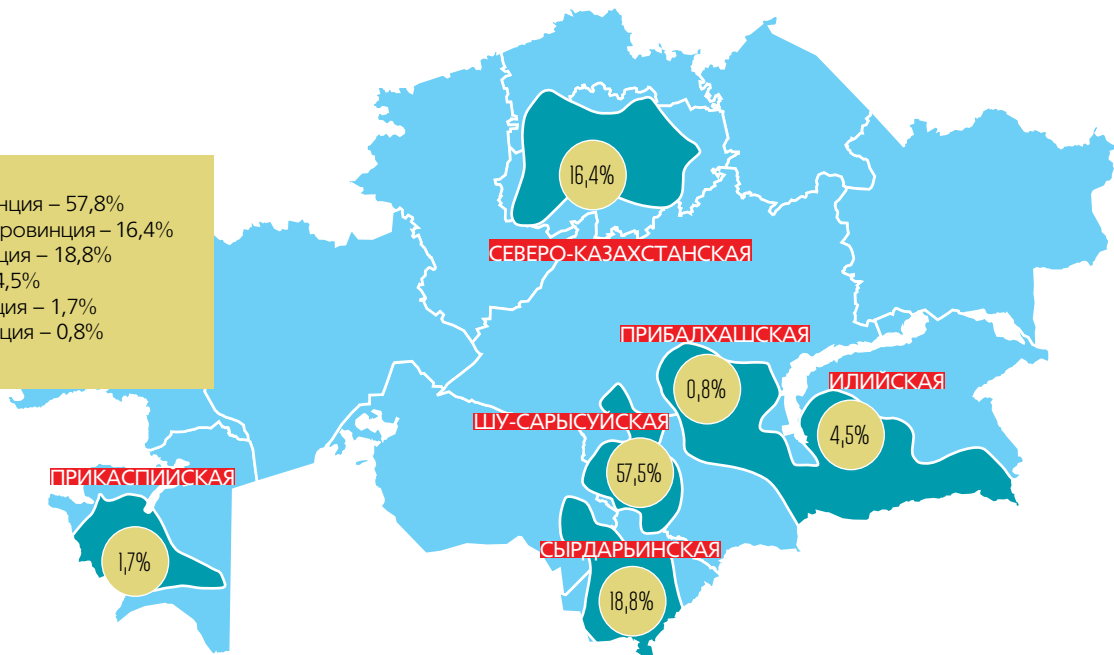 нция – 57,8%
ровинция – 16,4%
ция – 18,8%
4,5%
ция – 1,7%
ция – 0,8%
16,4%
СЕВЕРО-КАЗАХСТАНСКАЯ
ПРИБАЛХАШСКАЯ
0,8%
ИЛИЙСКАЯ
4,5%
ШУ-САРЫСУЙСКАЯ
57,5%
ПРИКАСПИЙСКАЯ
1,7%
СЫРДАРЬИНСКАЯ
18,8%